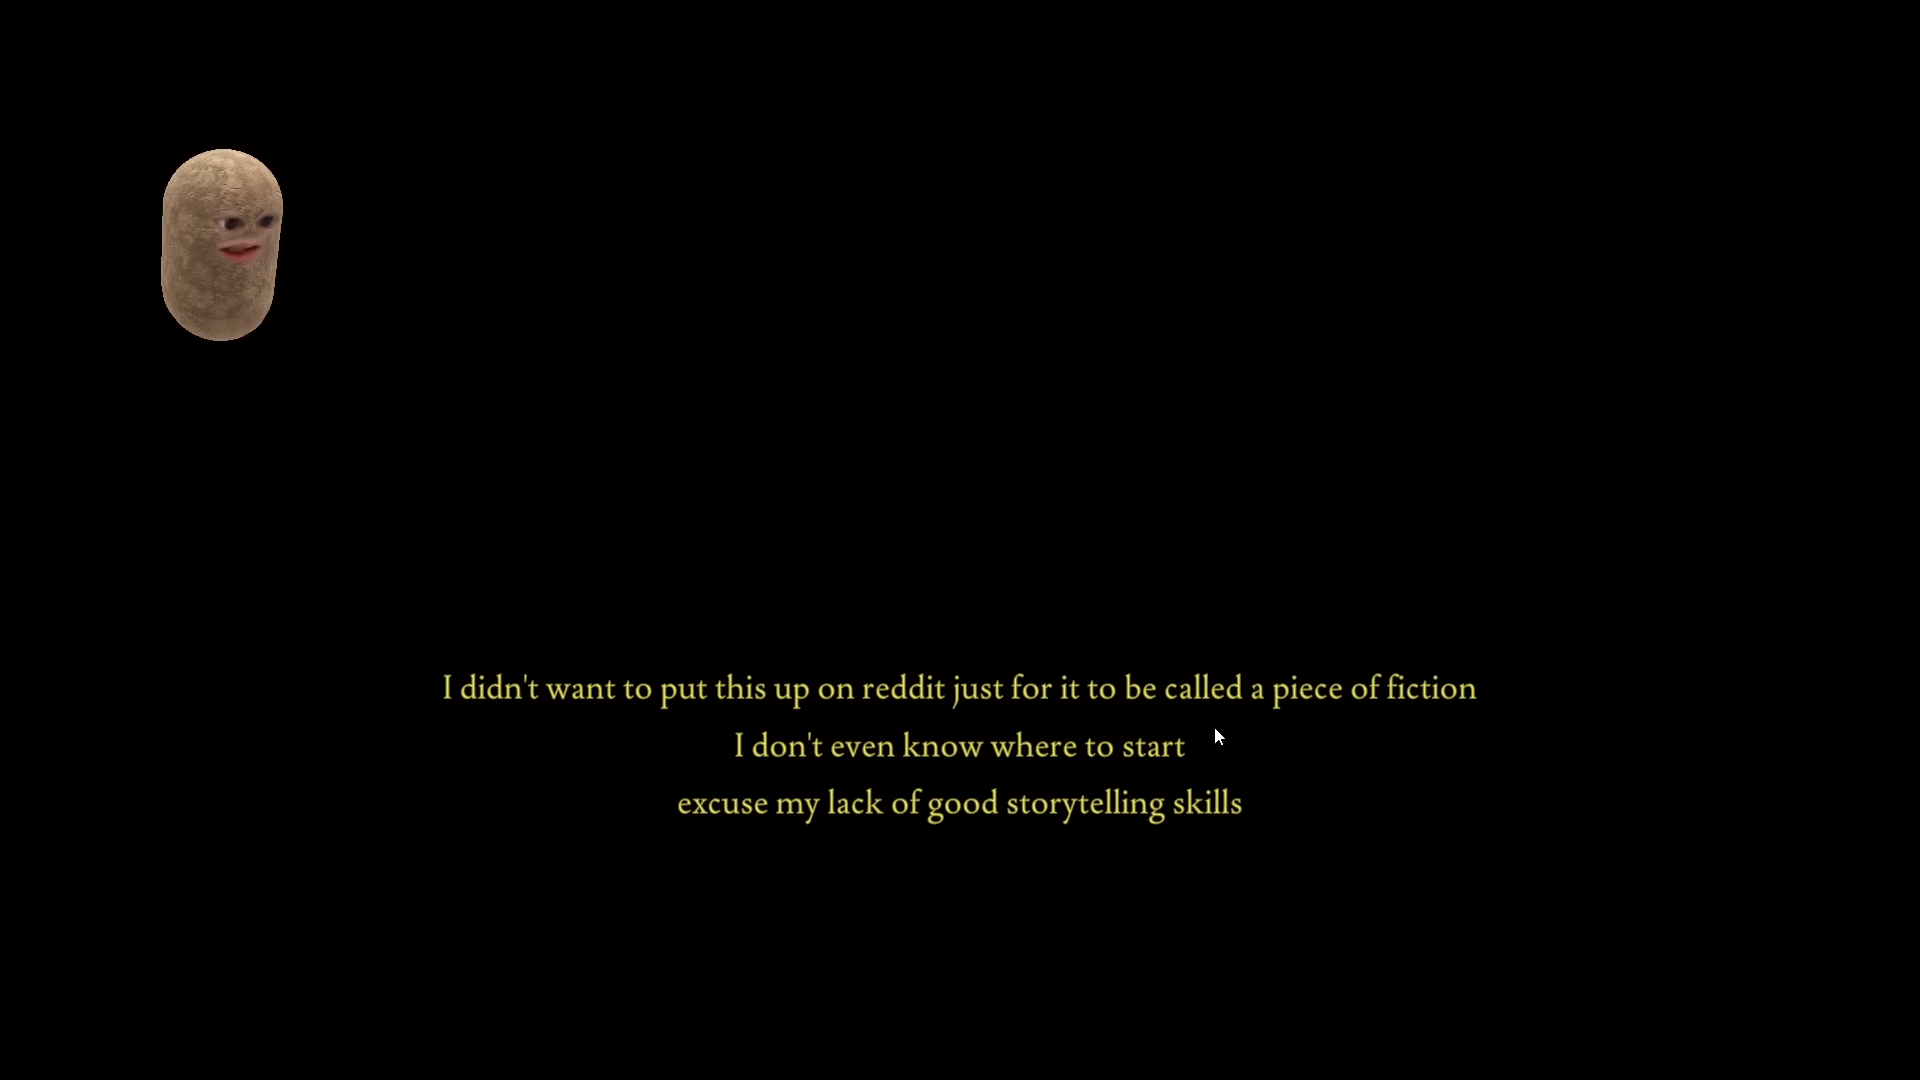 I didn't want to put this up on reddit just for it to be called a piece of fiction
I don't even know where to start
excuse my lack of good storytelling skills